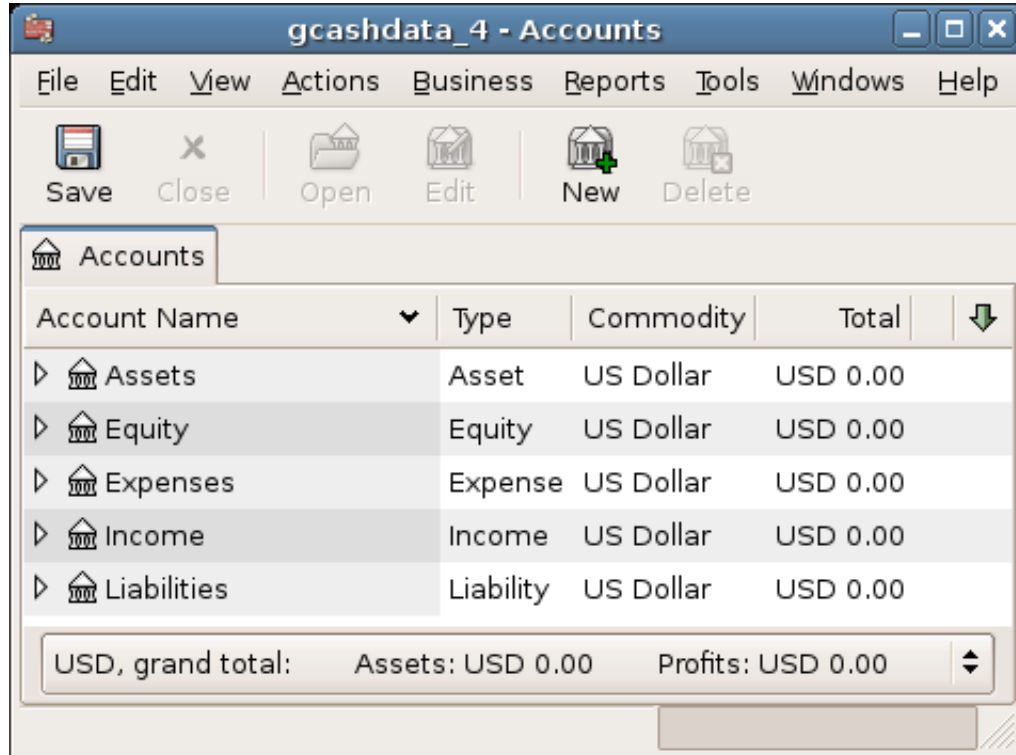 gcashdata_4 - Accounts
File Edit View Actions Business Reports Tools Windows Help
Save Close Open Edit New Delete
Accounts
Account Name Type Commodity Total
Assets Asset US Dollar USD 0.00
Equity Equity US Dollar USD 0.00
Expenses Expense US Dollar USD 0.00
Income Income US Dollar USD 0.00
Liabilities Liability US Dollar USD 0.00
USD, grand total: Assets: USD 0.00 Profits: USD 0.00